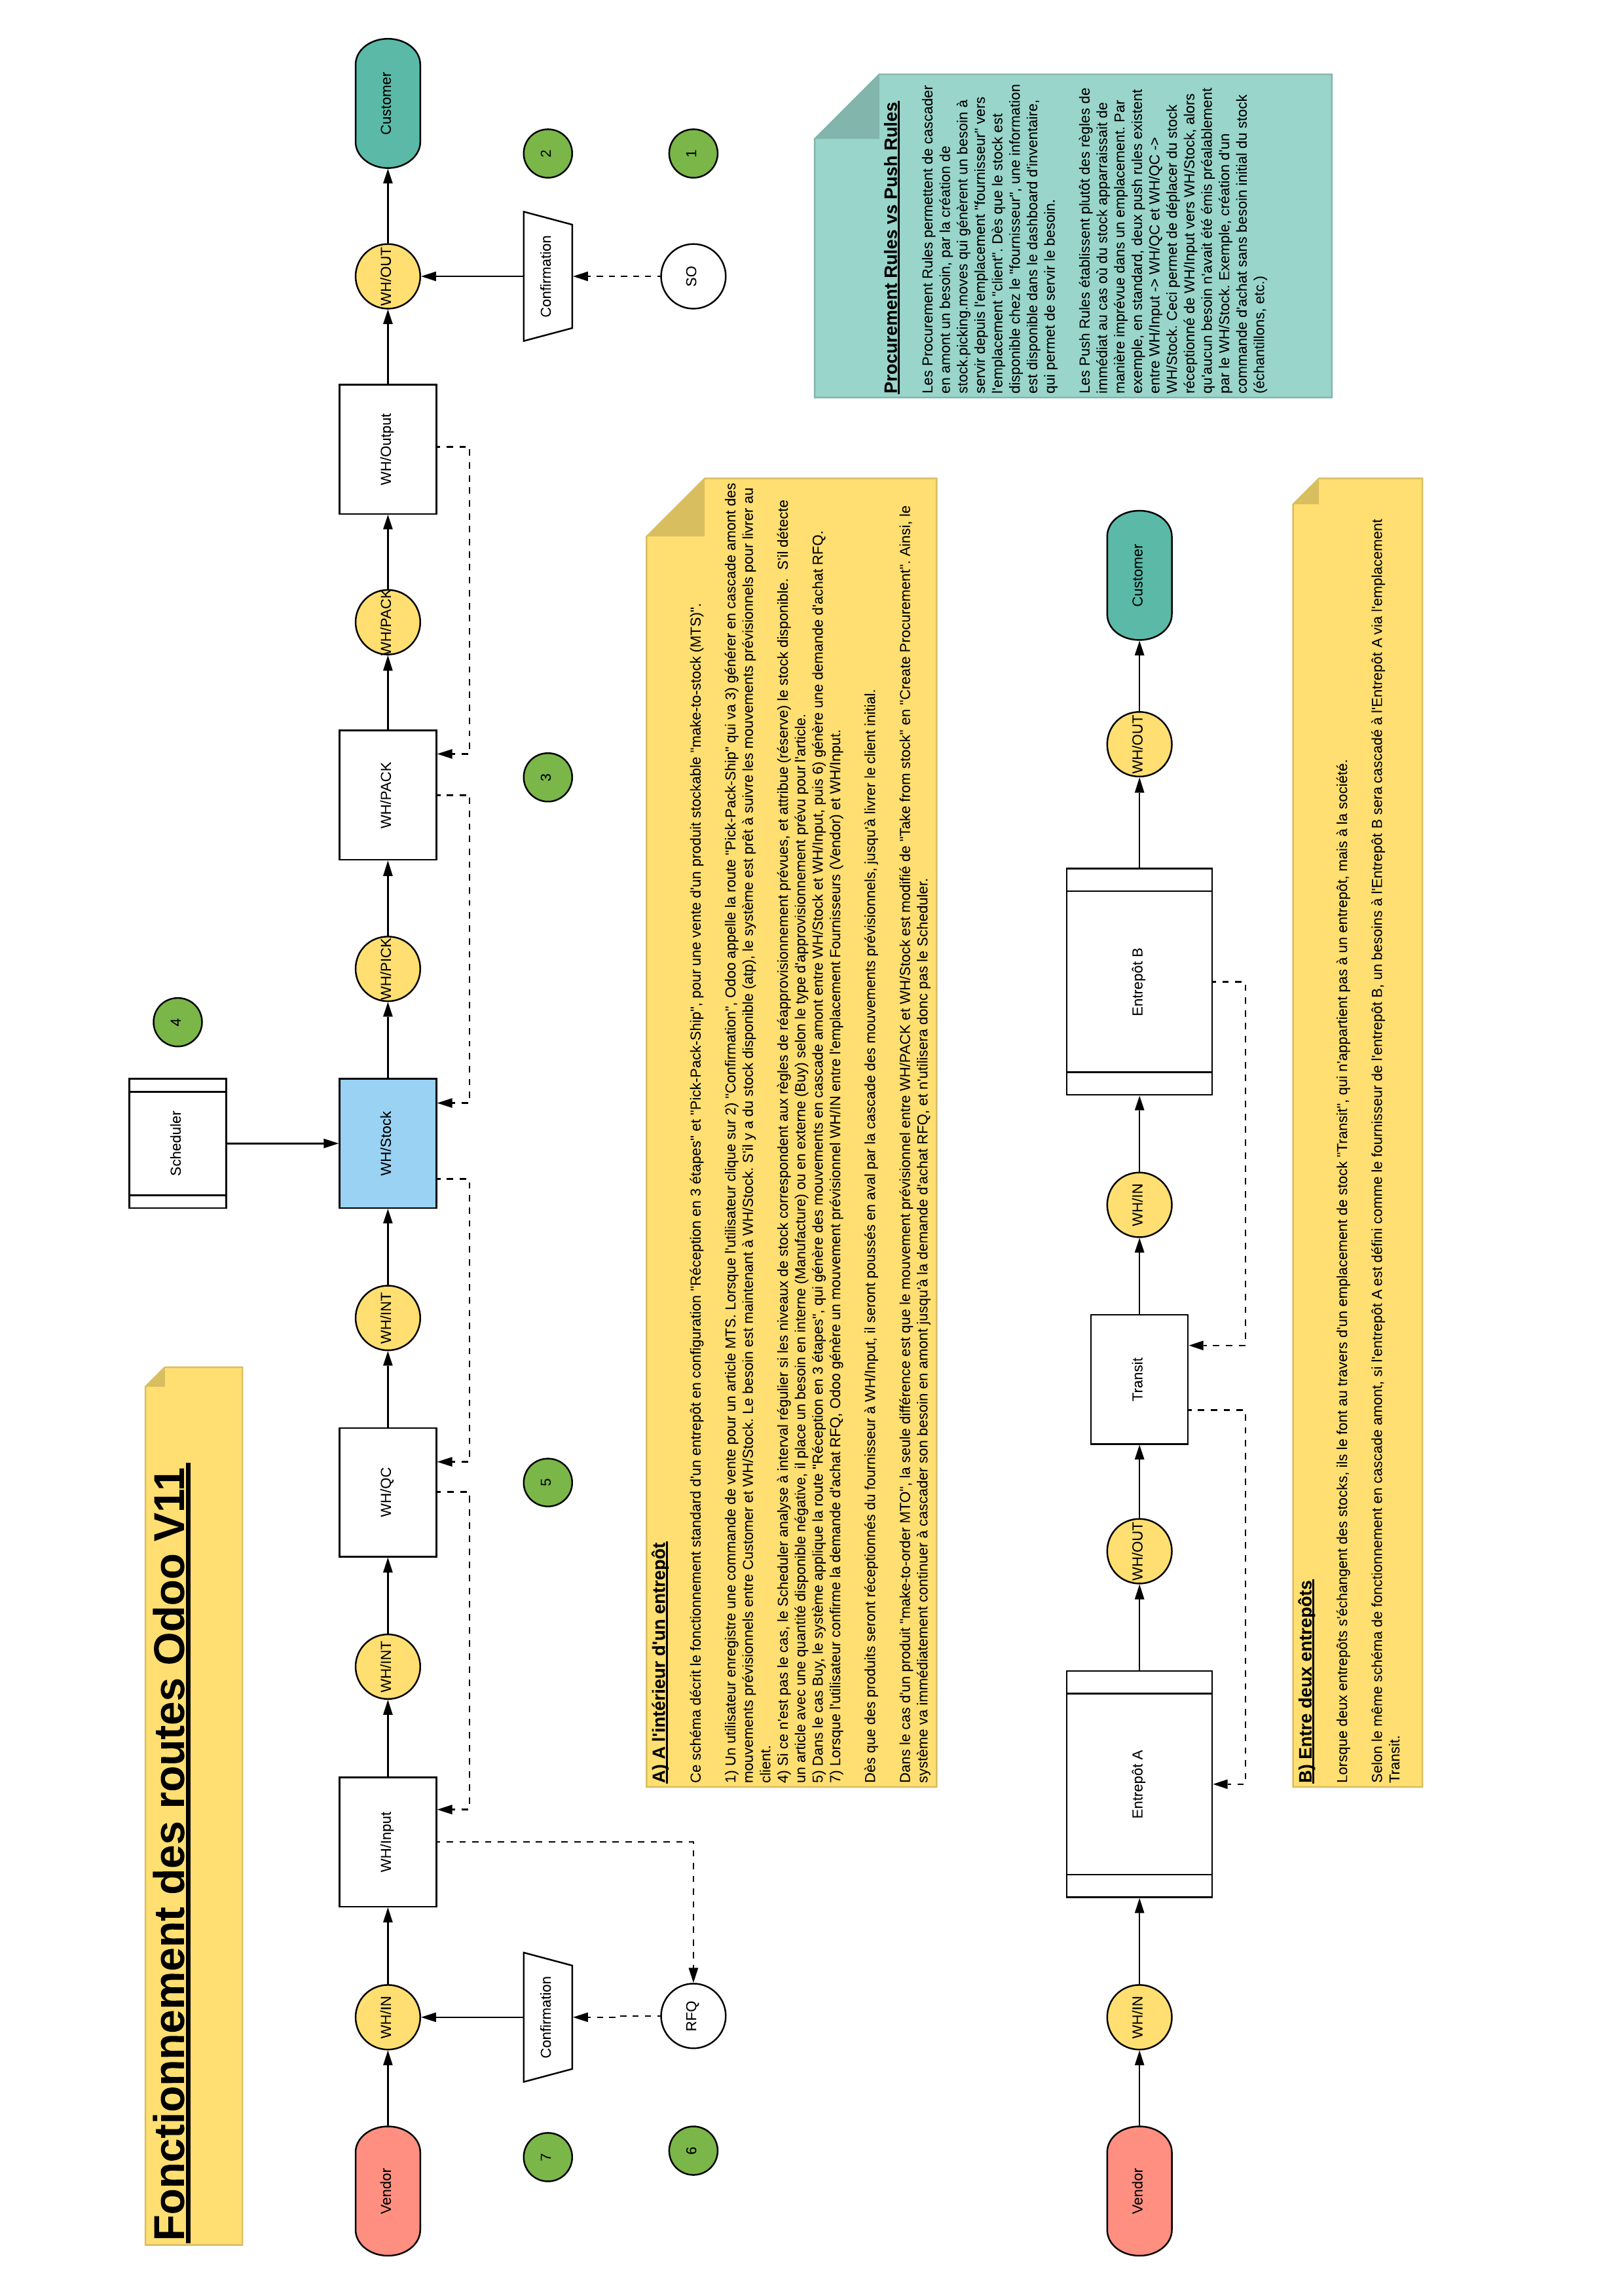 Fonctionnement des routes Odoo V11
Scheduler
4
Vendor
WH/IN
WH/Input
WH/INT
WH/QC
WH/INT
WH/Stock
WH/PICK
WH/PACK
WH/PACK
WH/Output
WH/OUT
Customer
7
Confirmation
5
3
Confirmation
2
6
RFQ
SO
1
A) A l'intérieur d'un entrepôt
Ce schéma décrit le fonctionnement standard d'un entrepôt en configuration "Réception en 3 étapes" et "Pick-Pack-Ship", pour une vente d'un produit stockable "make-to-stock (MTS)".
1) Un utilisateur enregistre une commande de vente pour un article MTS. Lorsque l'utilisateur clique sur 2) "Confirmation", Odoo appelle la route "Pick-Pack-Ship" qui va 3) générer en cascade amont des
mouvements prévisionnels entre Customer et WH/Stock. Le besoin est maintenant à WH/Stock. S'il y a du stock disponible (atp), le système est prêt à suivre les mouvements prévisionnels pour livrer au
client.
4) Si ce n'est pas le cas, le Scheduler analyse à interval régulier si les niveaux de stock correspondent aux règles de réapprovisionnement prévues, et attribue (réserve) le stock disponible.  S'il détecte
un article avec une quantité disponible négative, il place un besoin en interne (Manufacture) ou en externe (Buy) selon le type d'approvisionnement prévu pour l'article.
5) Dans le cas Buy, le système applique la route "Réception en 3 étapes", qui génère des mouvements en cascade amont entre WH/Stock et WH/Input, puis 6) génère une demande d'achat RFQ.
7) Lorsque l'utilisateur confirme la demande d'achat RFQ, Odoo génère un mouvement prévisionnel WH/IN entre l'emplacement Fournisseurs (Vendor) et WH/Input.
Dès que des produits seront réceptionnés du fournisseur à WH/Input, il seront poussés en aval par la cascade des mouvements prévisionnels, jusqu'à livrer le client initial.
Dans le cas d'un produit "make-to-order MTO", la seule différence est que le mouvement prévisionnel entre WH/PACK et WH/Stock est modifié de "Take from stock" en "Create Procurement". Ainsi, le
système va immédiatement continuer à cascader son besoin en amont jusqu'à la demande d'achat RFQ, et n'utilisera donc pas le Scheduler.
Procurement Rules vs Push Rules
Les Procurement Rules permettent de cascader
en amont un besoin, par la création de
stock.picking.moves qui génèrent un besoin à
servir depuis l'emplacement "fournisseur" vers
l'emplacement "client". Dès que le stock est
disponible chez le "fournisseur", une information
est disponible dans le dashboard d'inventaire,
qui permet de servir le besoin.
Les Push Rules établissent plutôt des règles de
immédiat au cas où du stock apparraissait de
manière imprévue dans un emplacement. Par
exemple, en standard, deux push rules existent
entre WH/Input -> WH/QC et WH/QC ->
WH/Stock. Ceci permet de déplacer du stock
réceptionné de WH/Input vers WH/Stock, alors
qu'aucun besoin n'avait été émis préalablement
par le WH/Stock. Exemple, création d'un
commande d'achat sans besoin initial du stock
(échantillons, etc.)
Vendor
WH/IN
Entrepôt A
WH/OUT
Transit
WH/IN
Entrepôt B
WH/OUT
Customer
B) Entre deux entrepôts
Lorsque deux entrepôts s'échangent des stocks, ils le font au travers d'un emplacement de stock "Transit", qui n'appartient pas à un entrepôt, mais à la société.
Selon le même schéma de fonctionnement en cascade amont, si l'entrepôt A est défini comme le fournisseur de l'entrepôt B, un besoins à l'Entrepôt B sera cascadé à l'Entrepôt A via l'emplacement
Transit.